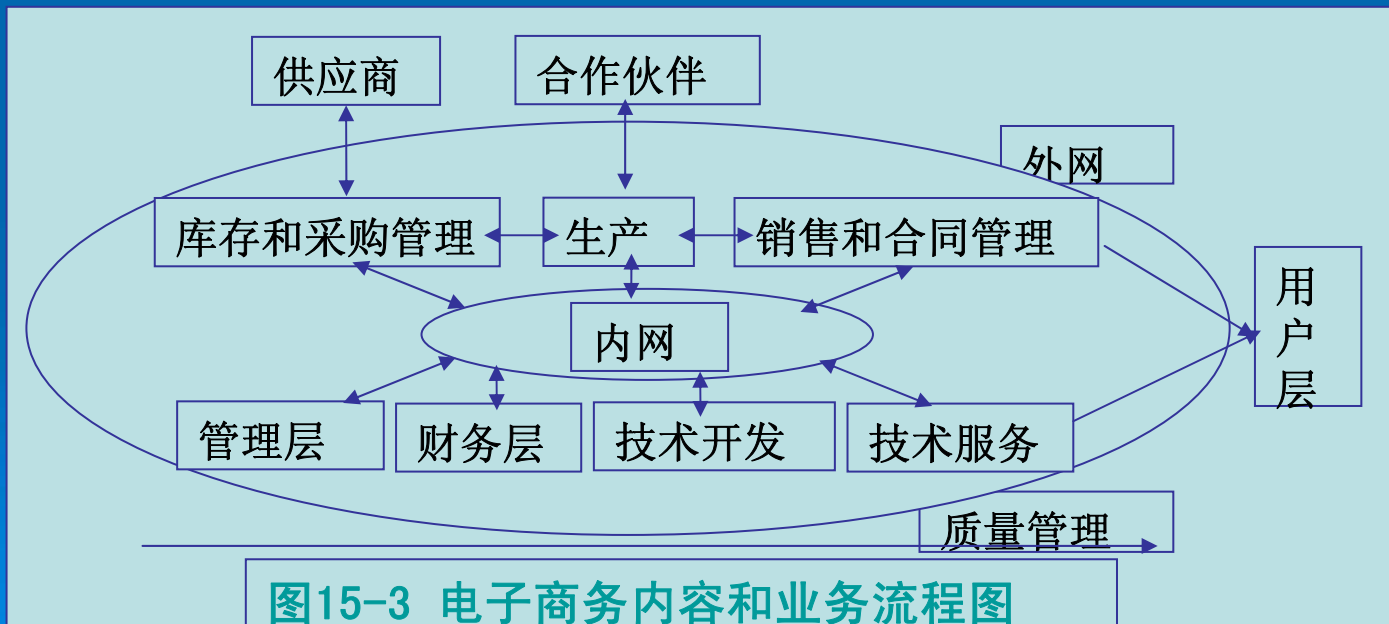 供应商
合作伙伴
外网
库存和采购管理
生产
销售和合同管理
用
户
层
内网
管理层
财务层
技术开发
技术服务
质量管理
图15-3 电子商务内容和业务流程图